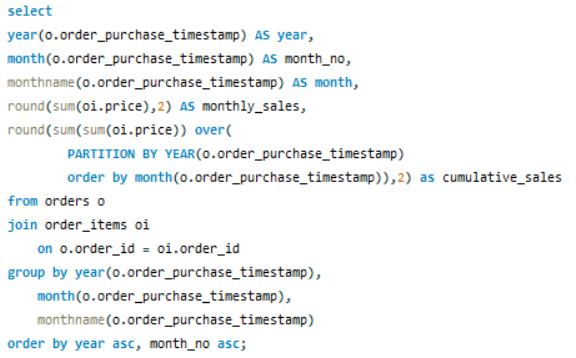 select
year(o.order_purchase_timestamp) AS year,
month(o.order_purchase_timestamp) AS month_no,
monthname(o.order_purchase_timestamp) AS month,
round(sum(oi.price),2) AS monthly_sales,
round(sum(sum(oi.price)) over(
PARTITION BY YEAR(o.order_purchase_timestamp)
order by month(o.order_purchase_timestamp)),2) as cumulative_sales
from orders o
join order_items oi
on o.order_id = oi.order_id
group by year(o.order_purchase_timestamp),
month(o.order_purchase_timestamp),
monthname(o.order_purchase_timestamp)
order by year asc, month_no asc;